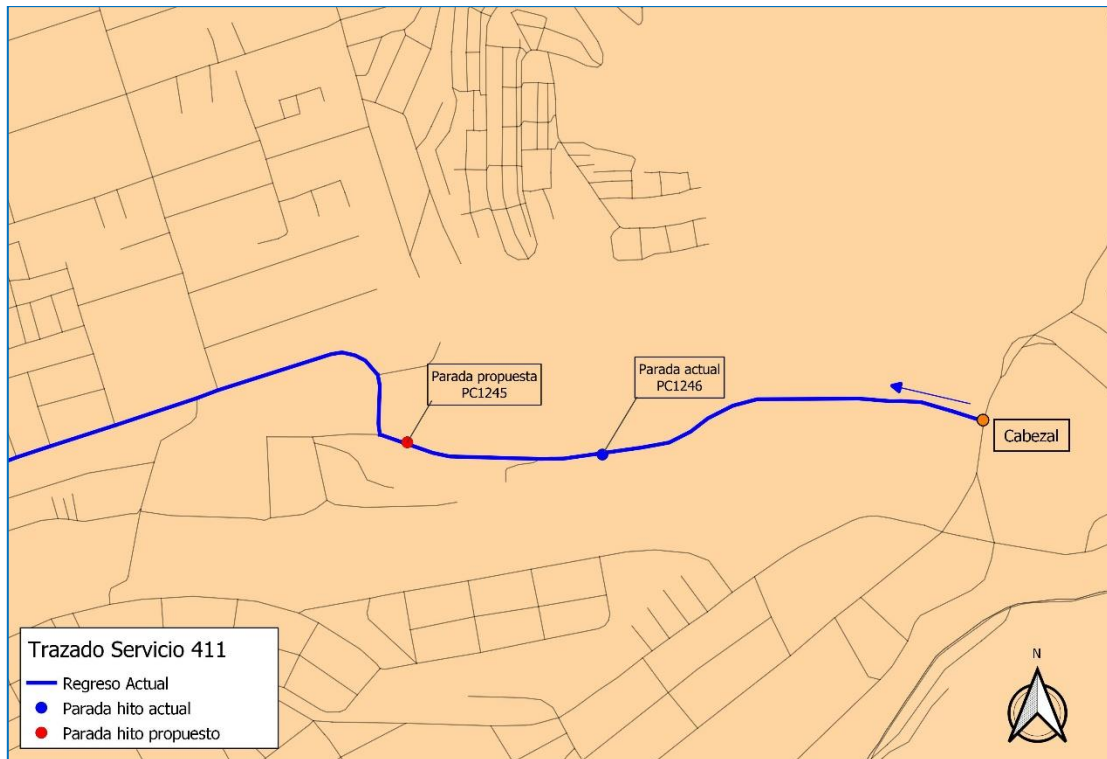 Parada propuesta
PC1245
Parada actual
PC1246
Cabezal
Trazado Servicio 411
Regreso Actual
Parada hito actual
Parada hito propuesto
N